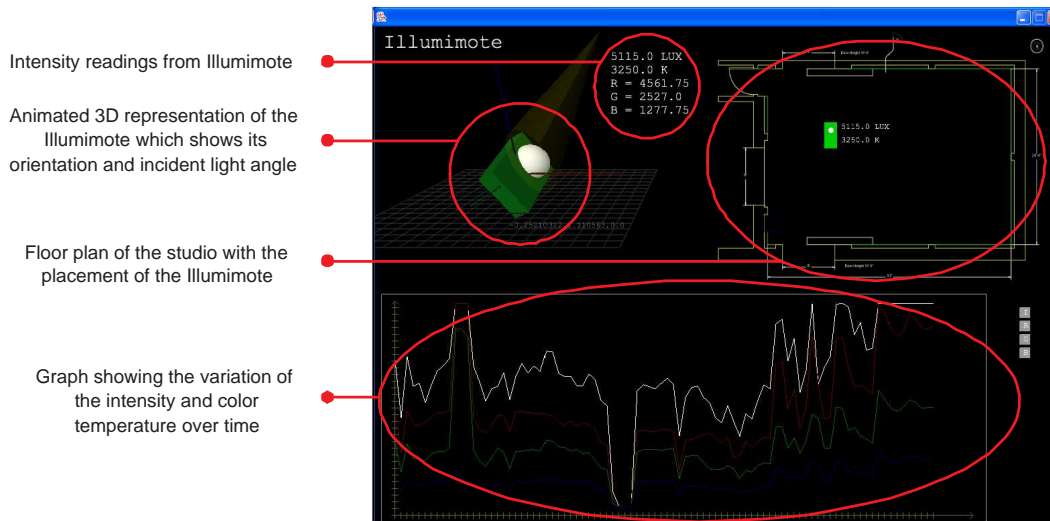 Illumimote
5115.0 LUX
3250.0 K
R = 4561.75
G = 2527.0
B = 1277.75
Intensity readings from Illumimote
Animated 3D representation of the
Illumimote which shows its
orientation and incident light angle
5115.0 LUX
3250.0 K
Floor plan of the studio with the
placement of the Illumimote
I
R
G
B
Graph showing the variation of
the intensity and color
temperature over time